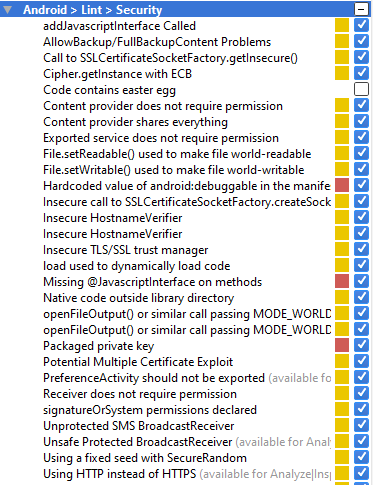 Android > Lint > Security
addJavascriptInterface Called
AllowBackup/FullBackupContent Problems
Call to SSLCertificateSocketFactory.getInsecure()
Cipher.getInstance with ECB
Code contains easter egg
Content provider does not require permission
Content provider shares everything
Exported service does not require permission
File.setReadable() used to make file world-readable
File.setWritable() used to make file world-writable
Hardcoded value of android:debuggable in the manife
Insecure call to SSLCertificateSocketFactory.createSock
Insecure HostnameVerifier
Insecure HostnameVerifier
Insecure TLS/SSL trust manager
load used to dynamically load code
Missing @JavascriptInterface on methods
Native code outside library directory
openFileOutput() or similar call passing MODE_WORLD
openFileOutput() or similar call passing MODE_WORLD
Packaged private key
Potential Multiple Certificate Exploit
PreferenceActivity should not be exported (available fo
Receiver does not require permission
signatureOrSystem permissions declared
Unprotected SMS BroadcastReceiver
Unsafe Protected BroadcastReceiver (available for Analy
Using a fixed seed with SecureRandom
Using HTTP instead of HTTPS (available for Analyze|Insp